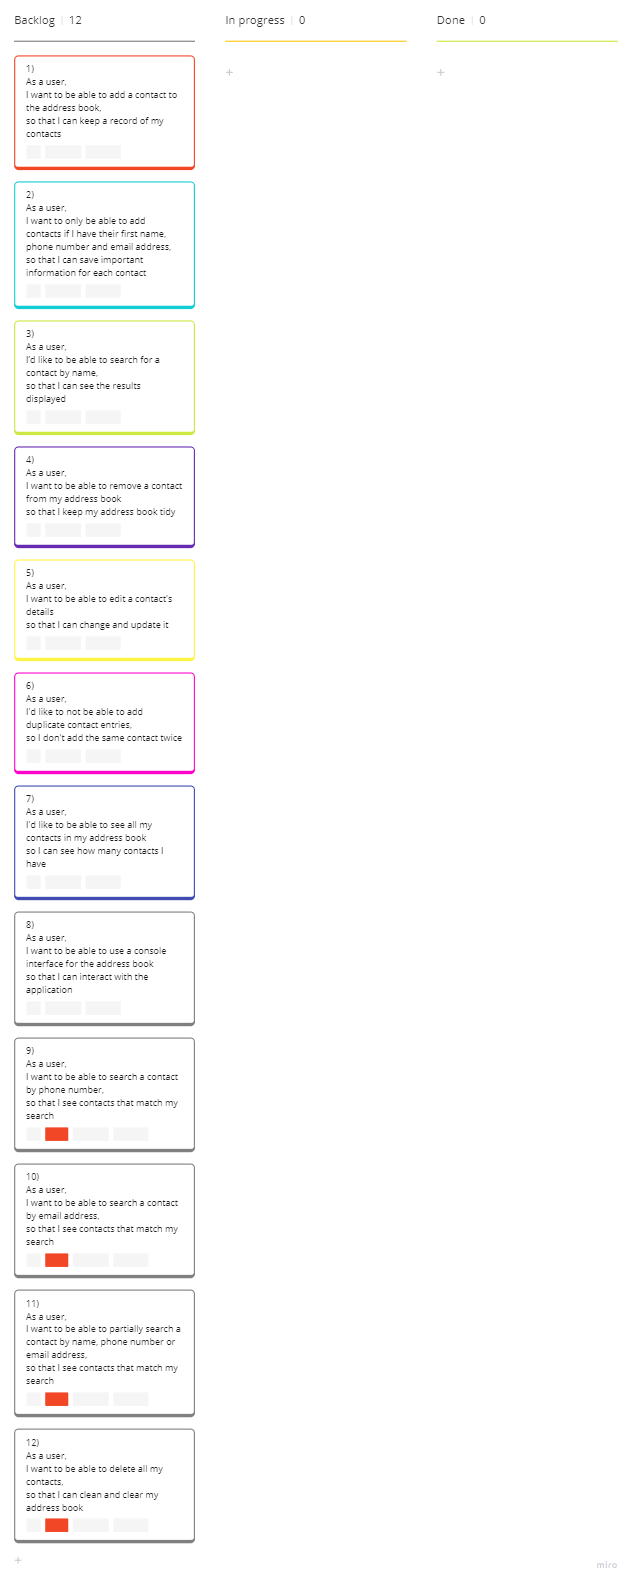 Backlog | 12
In progress | 0
Done | 0
+
+
1)
As a user,
I want to be able to add a contact to
the address book,
so that I can keep a record of my
contacts
2)
As a user,
I want to only be able to add
contacts if I have their first name,
phone number and email address,
so that I can save important
information for each contact
3)
As a user,
I'd like to be able to search for a
contact by name,
so that I can see the results
displayed
4)
As a user,
I want to be able to remove a contact
from my address book
so that I keep my address book tidy
5)
As a user,
I want to be able to edit a contact's
details
so that I can change and update it
6)
As a user,
I'd like to not be able to add
duplicate contact entries,
so I don't add the same contact twice
7)
As a user,
I'd like to be able to see all my
contacts in my address book
so I can see how many contacts I
have
8)
As a user,
I want to be able to use a console
interface for the address book
so that I can interact with the
application
9)
As a user,
I want to be able to search a contact
by phone number,
so that I see contacts that match my
search
10)
As a user,
I want to be able to search a contact
by email address,
so that I see contacts that match my
search
11)
As a user,
I want to be able to partially search a
contact by name, phone number or
email address,
so that I see contacts that match my
search
12)
As a user,
I want to be able to delete all my
contacts,
so that I can clean and clear my
address book
+
miro